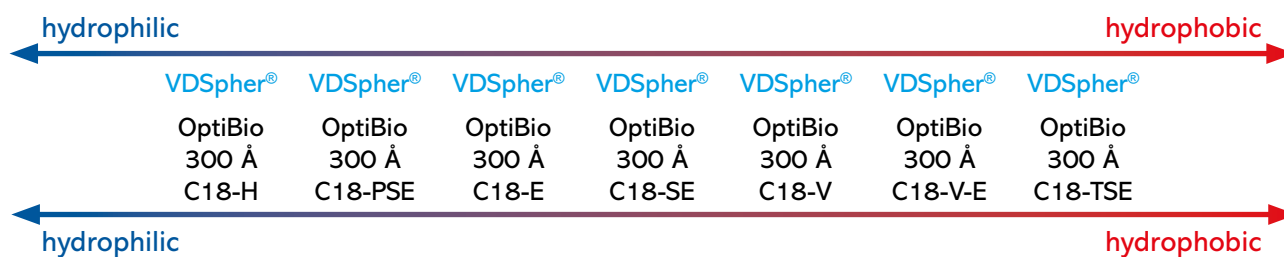 hydrophilic hydrophobic
VDSpher® VDSpher® VDSpher® VDSpher® VDSpher® VDSpher® VDSpher®
OptiBio OptiBio OptiBio OptiBio OptiBio OptiBio OptiBio
300 Å 300 Å 300 Å 300 Å 300 Å 300 Å 300 Å
C18-H C18-PSE C18-E C18-SE C18-V C18-V-E C18-TSE
hydrophilic hydrophobic